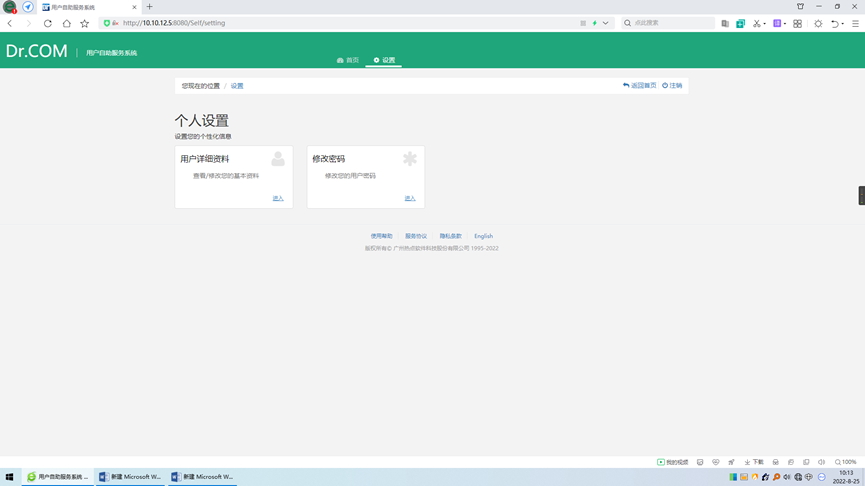 用户自助服务系统
http://10.10.12.5:8080/Self/setting
点此搜索
Dr.COM | 用户自助服务系统
首页 设置
您现在的位置 / 设置
返回首页 注销
个人设置
设置您的个性化信息
用户详细资料
查看/修改您的基本资料
进入
修改密码
修改您的用户密码
进入
使用帮助 服务协议 隐私条款 English
版权所有© 广州热点软件科技股份有限公司 1995-2022
我的视频 下载 100%
用户自助服务系统 ... 新建 Microsoft W... 新建 Microsoft W...
10:13
2022-8-25